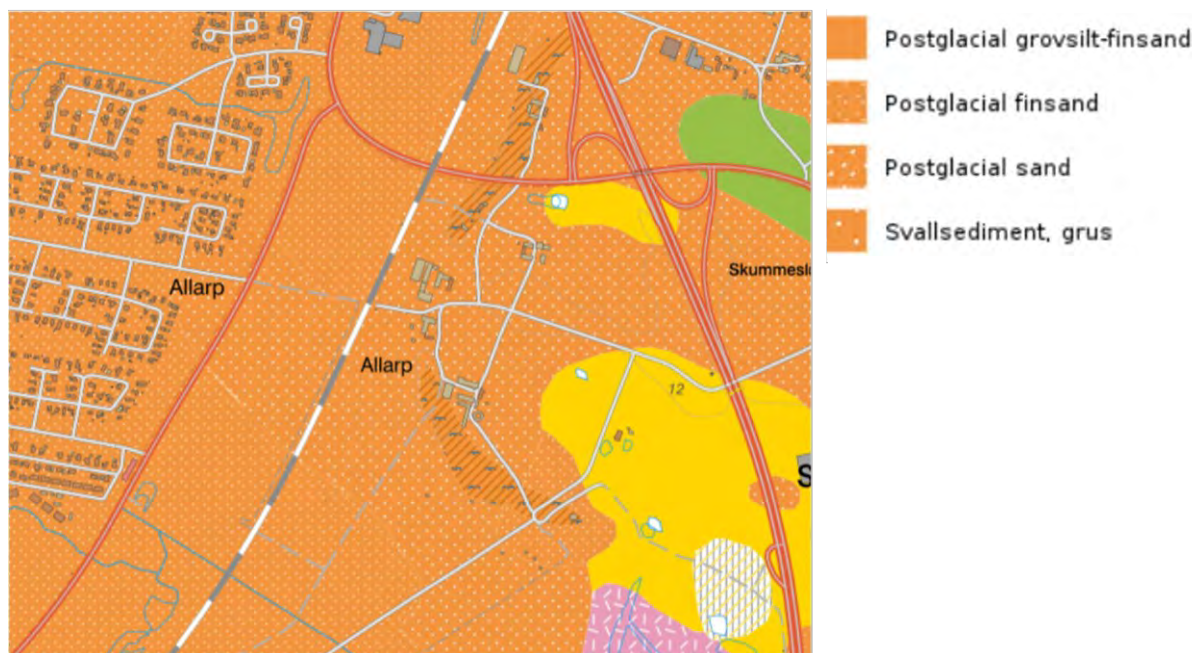 Postglacial grovsilt-finsand
Postglacial finsand
Postglacial sand
Svallsediment, grus
Skummesl
Allarp
Allarp
12
S